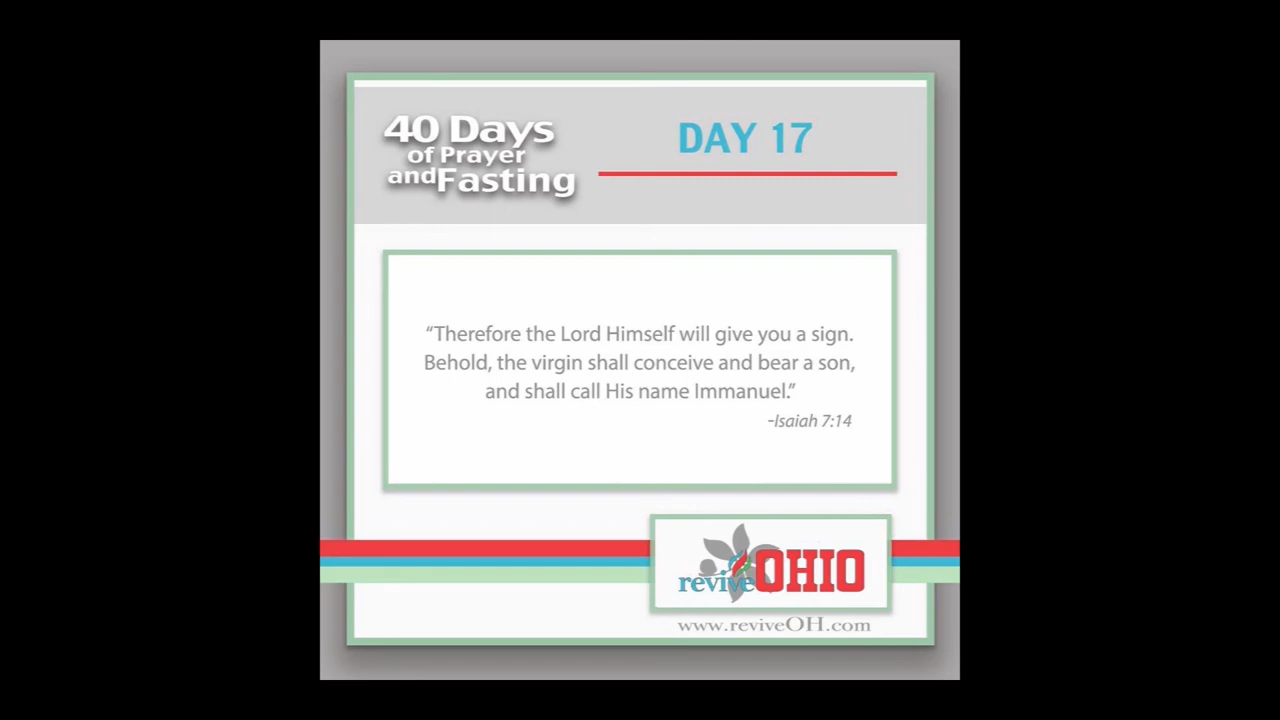 40 Days
of Prayer
and Fasting
DAY 17
“Therefore the Lord Himself will give you a sign.
Behold, the virgin shall conceive and bear a son,
and shall call His name Immanuel.”
-Isaiah 7:14
revive OHIO
www.reviveOH.com